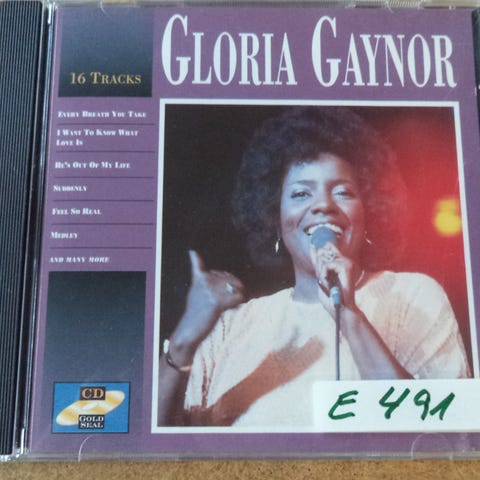 GLORIA GAYNOR
16 TRACKS
EVERY BREATH YOU TAKE
I WANT TO KNOW WHAT
LOVE IS
HE'S OUT OF MY LIFE
SUDDENLY
FEEL SO REAL
MEDLEY
AND MANY MORE
CD
GOLD
SEAL
E 491